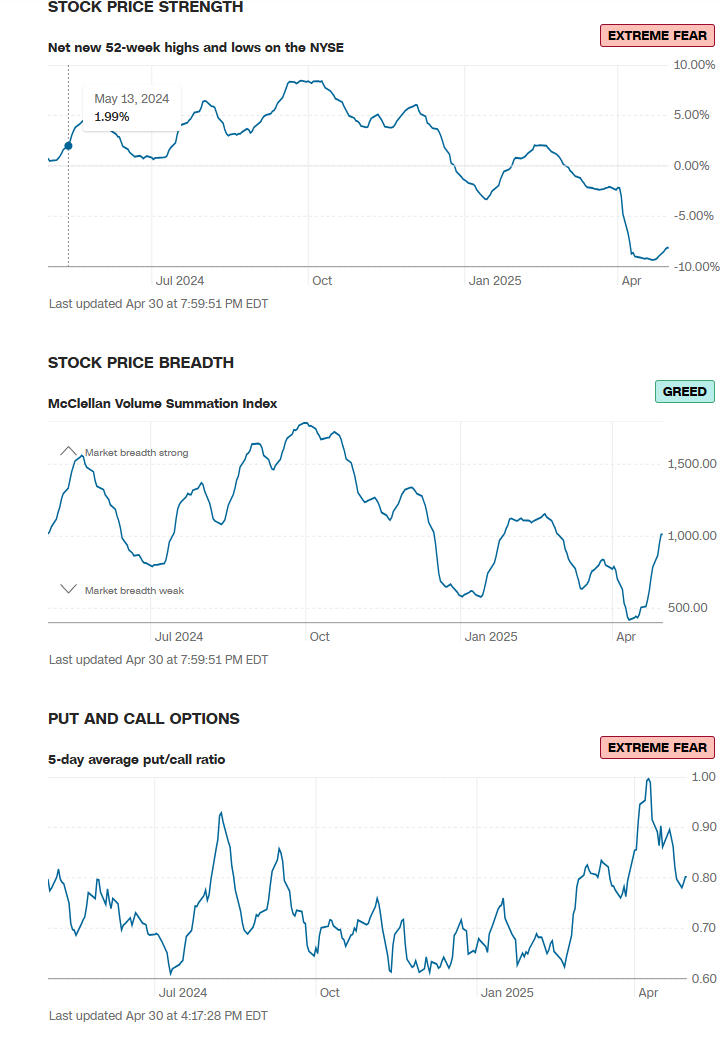 STOCK PRICE STRENGTH
EXTREME FEAR
Net new 52-week highs and lows on the NYSE
10.00%
May 13, 2024
1.99%
5.00%
0.00%
-5.00%
-10.00%
Jul 2024
Oct
Jan 2025
Apr
Last updated Apr 30 at 7:59:51 PM EDT
STOCK PRICE BREADTH
GREED
McClellan Volume Summation Index
Market breadth strong
1,500.00
1,000.00
Market breadth weak
500.00
Jul 2024
Oct
Jan 2025
Apr
Last updated Apr 30 at 7:59:51 PM EDT
PUT AND CALL OPTIONS
EXTREME FEAR
5-day average put/call ratio
1.00
0.90
0.80
0.70
0.60
Jul 2024
Oct
Jan 2025
Apr
Last updated Apr 30 at 4:17:28 PM EDT